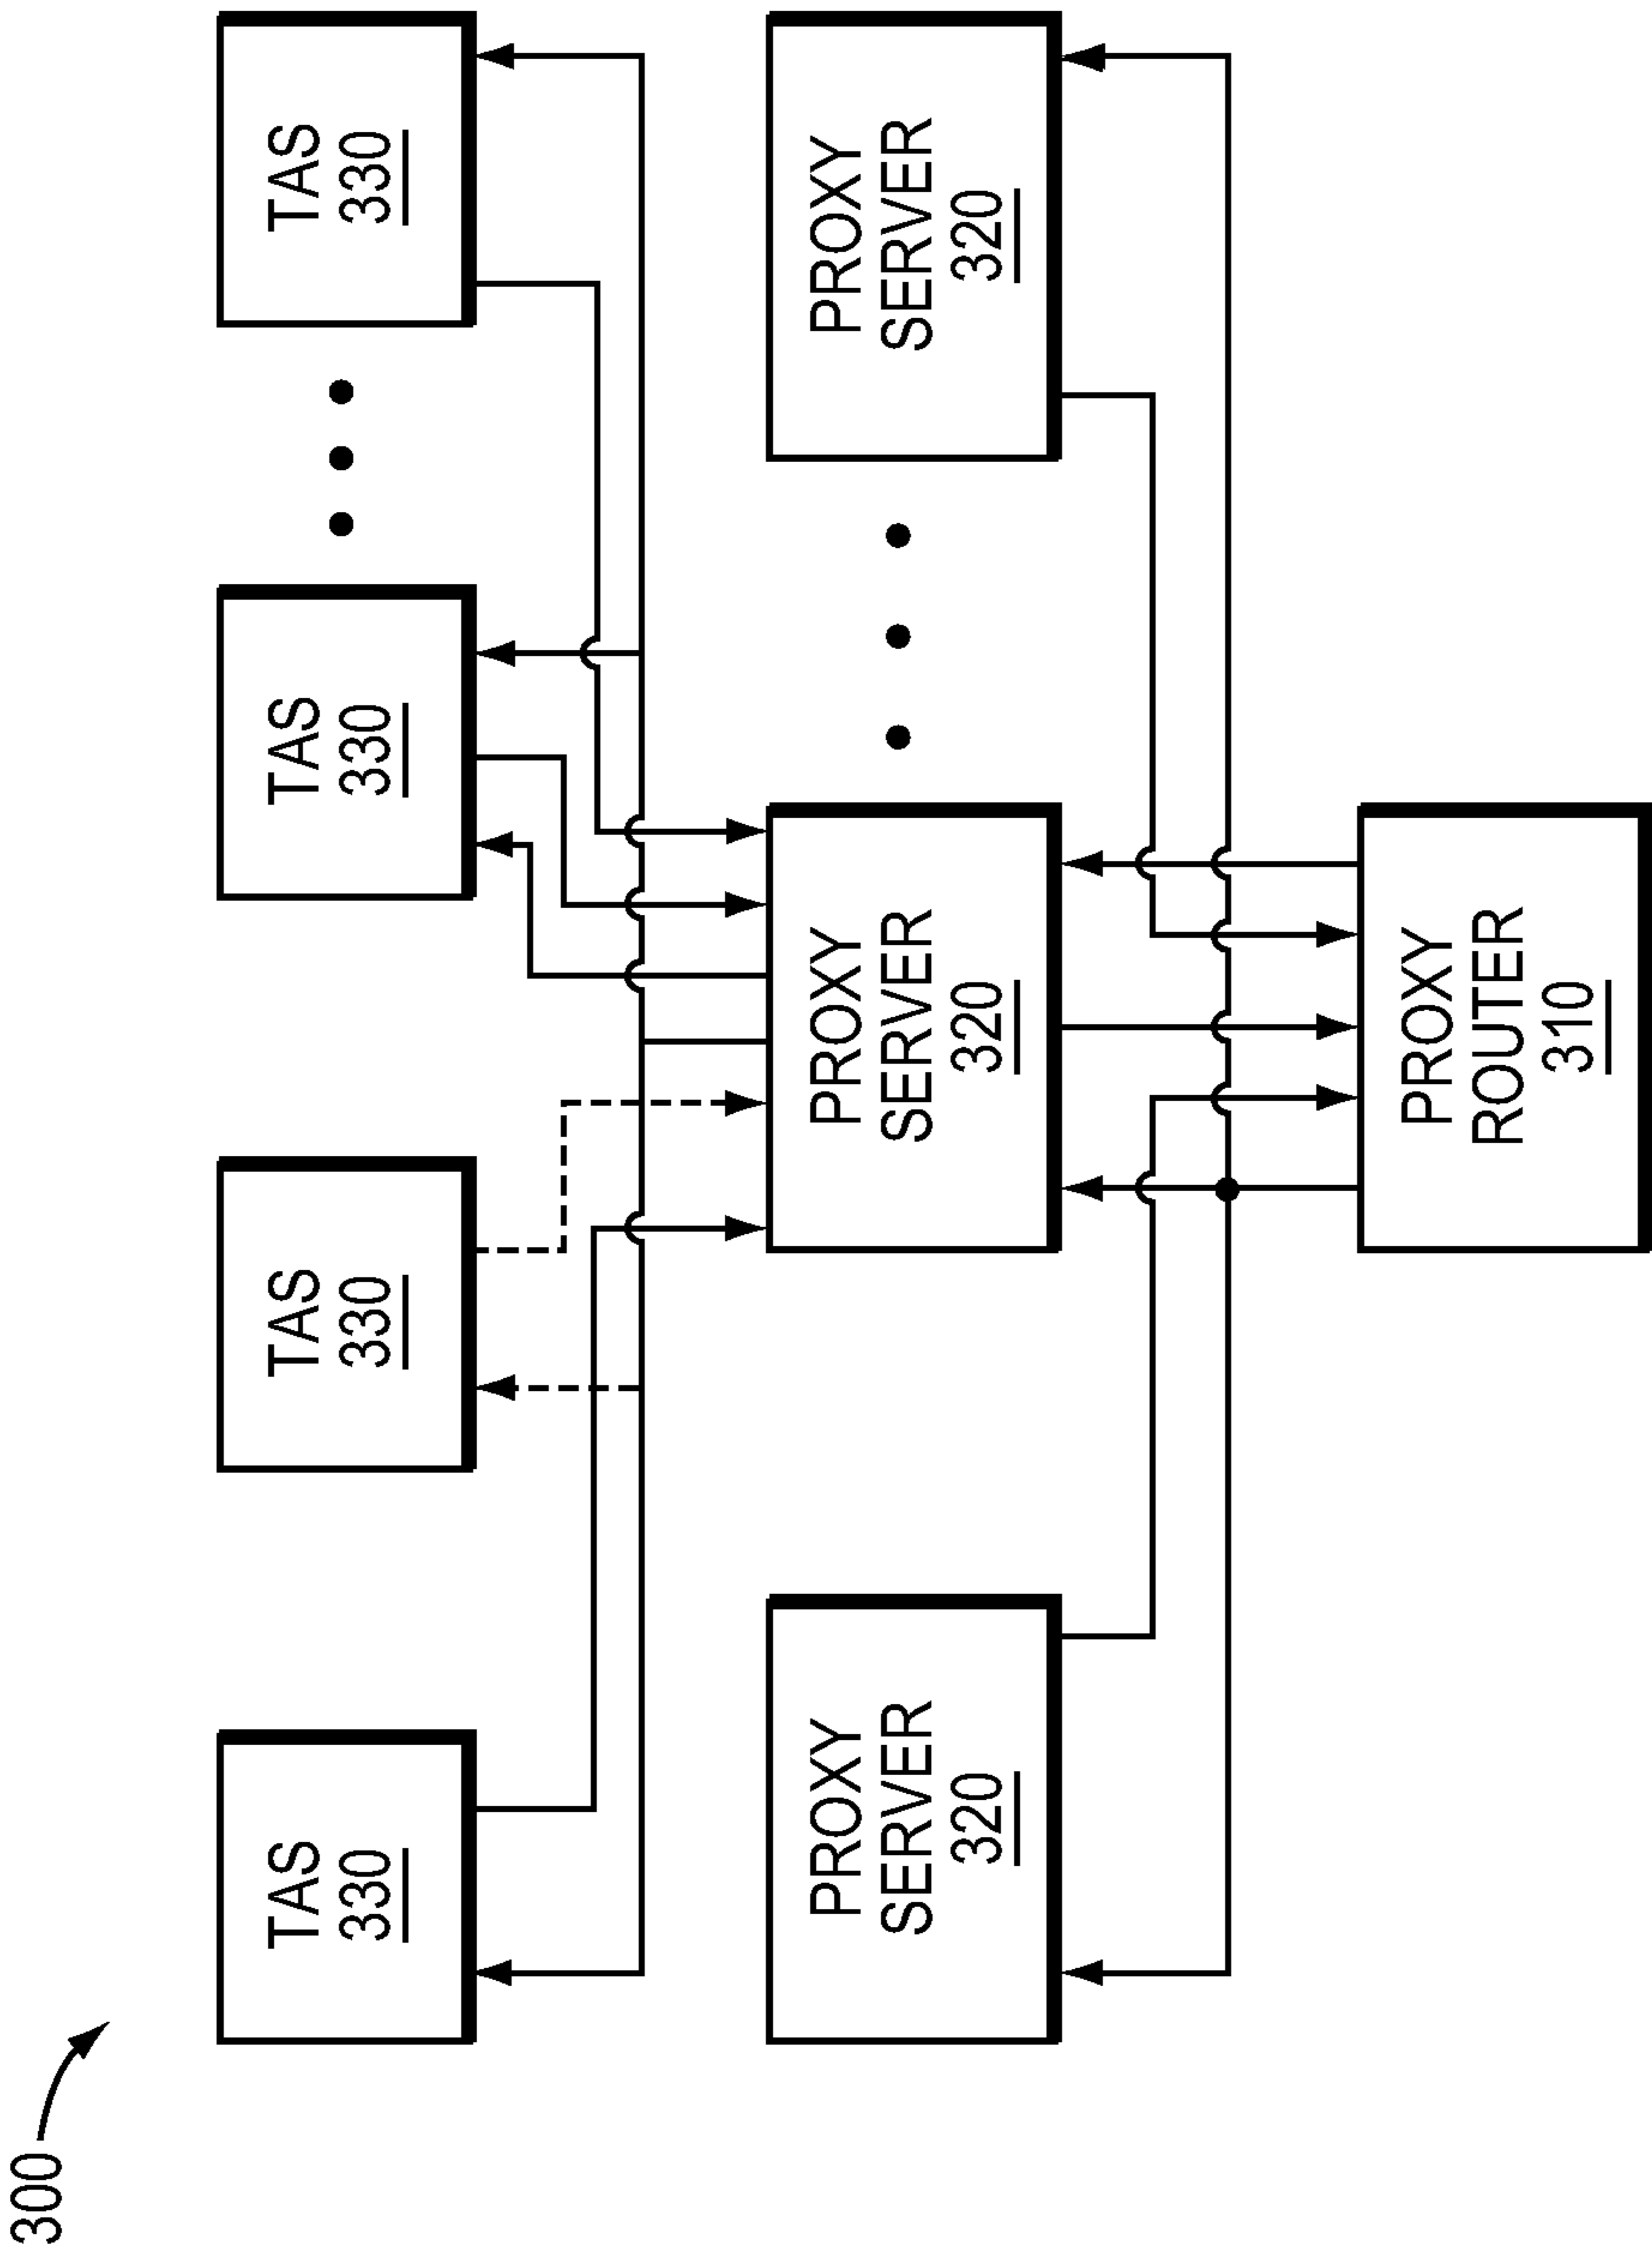 300
TAS
330
TAS
330
TAS
330
TAS
330
PROXY
SERVER
320
PROXY
SERVER
320
PROXY
SERVER
320
PROXY
ROUTER
310